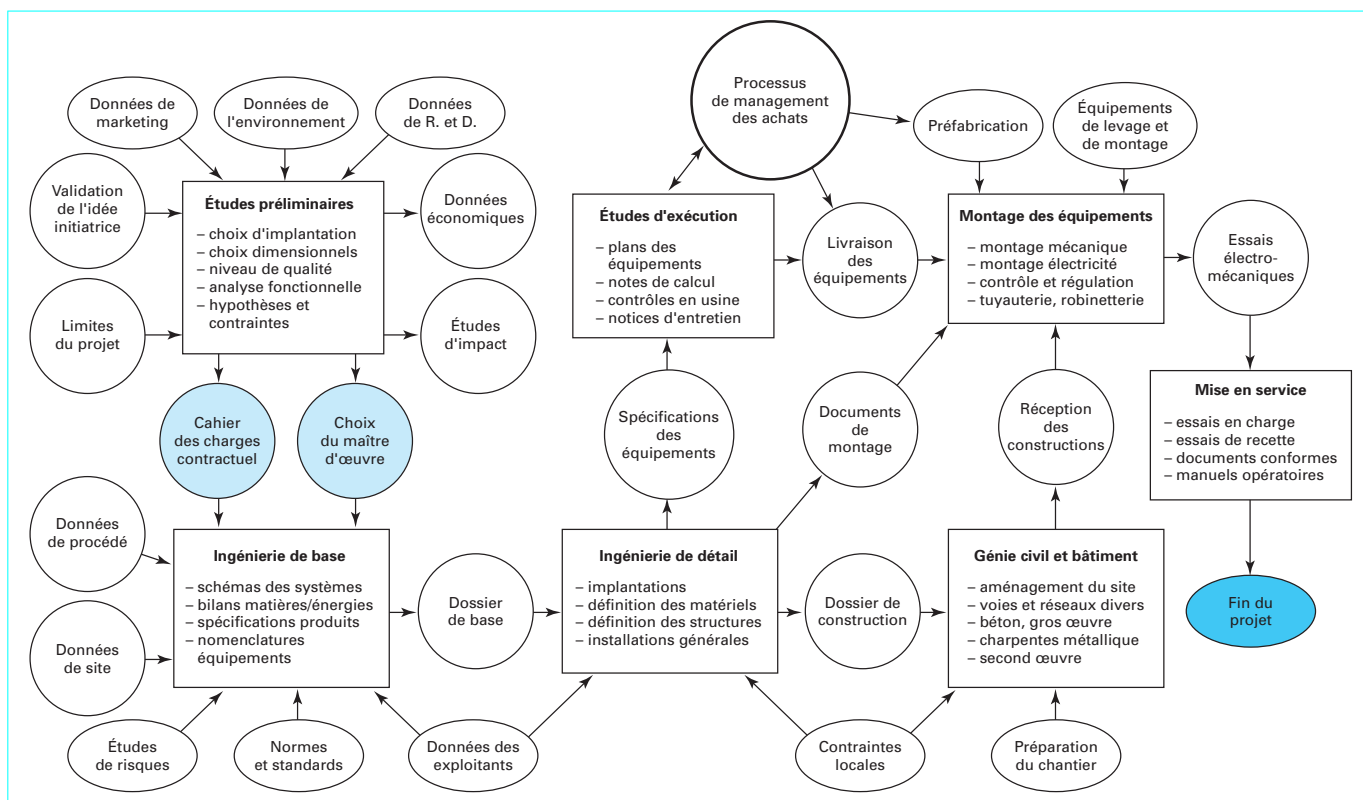 Processus
de management
des achats
Données de
marketing
Données de
l'environnement
Données
de R. et D.
Préfabrication
Équipements
de levage et
de montage
Validation
de l'idée
initiatrice
Études préliminaires
– choix d'implantation
– choix dimensionnels
– niveau de qualité
– analyse fonctionnelle
– hypothèses et
contraintes
Données
économiques
Limites
du projet
Études
d'impact
Études d'exécution
– plans des
équipements
– notes de calcul
– contrôles en usine
– notices d'entretien
Livraison
des
équipements
Montage des équipements
– montage mécanique
– montage électricité
– contrôle et régulation
– tuyauterie, robinetterie
Essais
électro-
mécaniques
Cahier
des charges
contractuel
Choix
du maître
d'œuvre
Spécifications
des
équipements
Documents
de
montage
Réception
des
constructions
Mise en service
– essais en charge
– essais de recette
– documents conformes
– manuels opératoires
Données
de procédé
Données
de site
Ingénierie de base
– schémas des systèmes
– bilans matières/énergies
– spécifications produits
– nomenclatures
équipements
Dossier
de base
Ingénierie de détail
– implantations
– définition des matériels
– définition des structures
– installations générales
Dossier de
construction
Génie civil et bâtiment
– aménagement du site
– voies et réseaux divers
– béton, gros œuvre
– charpentes métallique
– second œuvre
Fin du
projet
Études
de risques
Normes
et standards
Données des
exploitants
Contraintes
locales
Préparation
du chantier